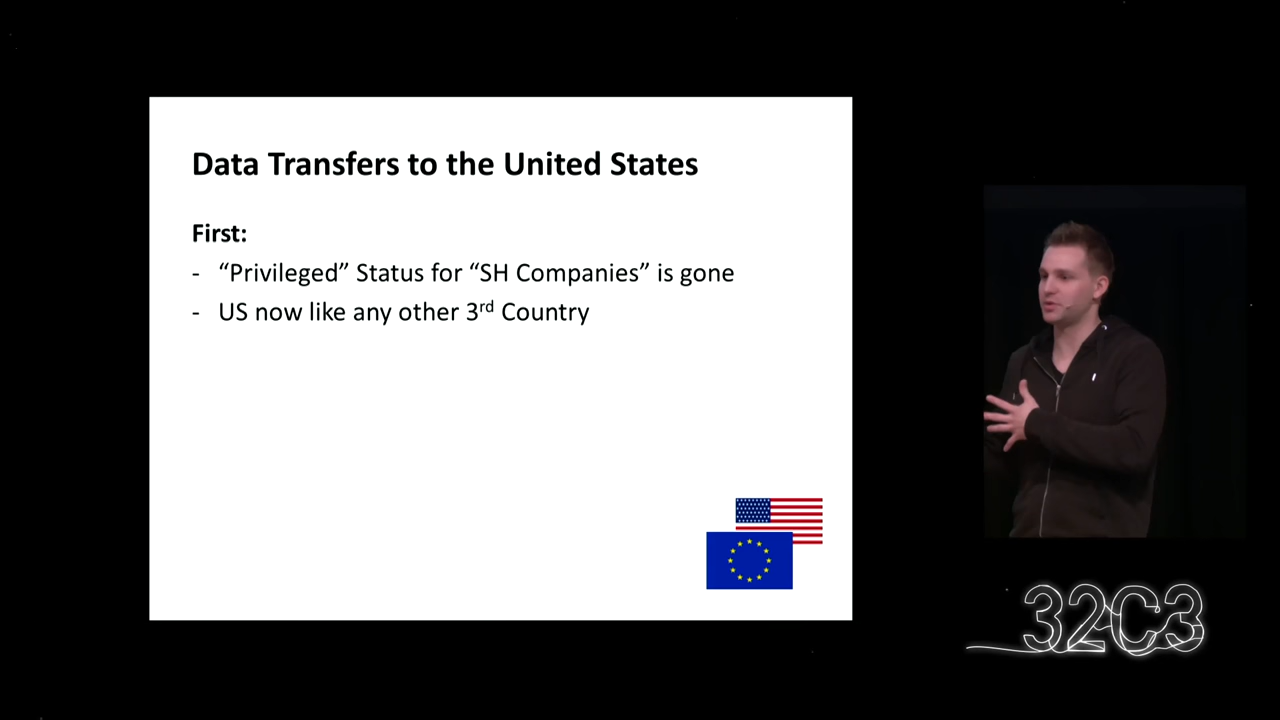 Data Transfers to the United States
First:
- “Privileged” Status for “SH Companies” is gone
- US now like any other 3rd Country
32C3